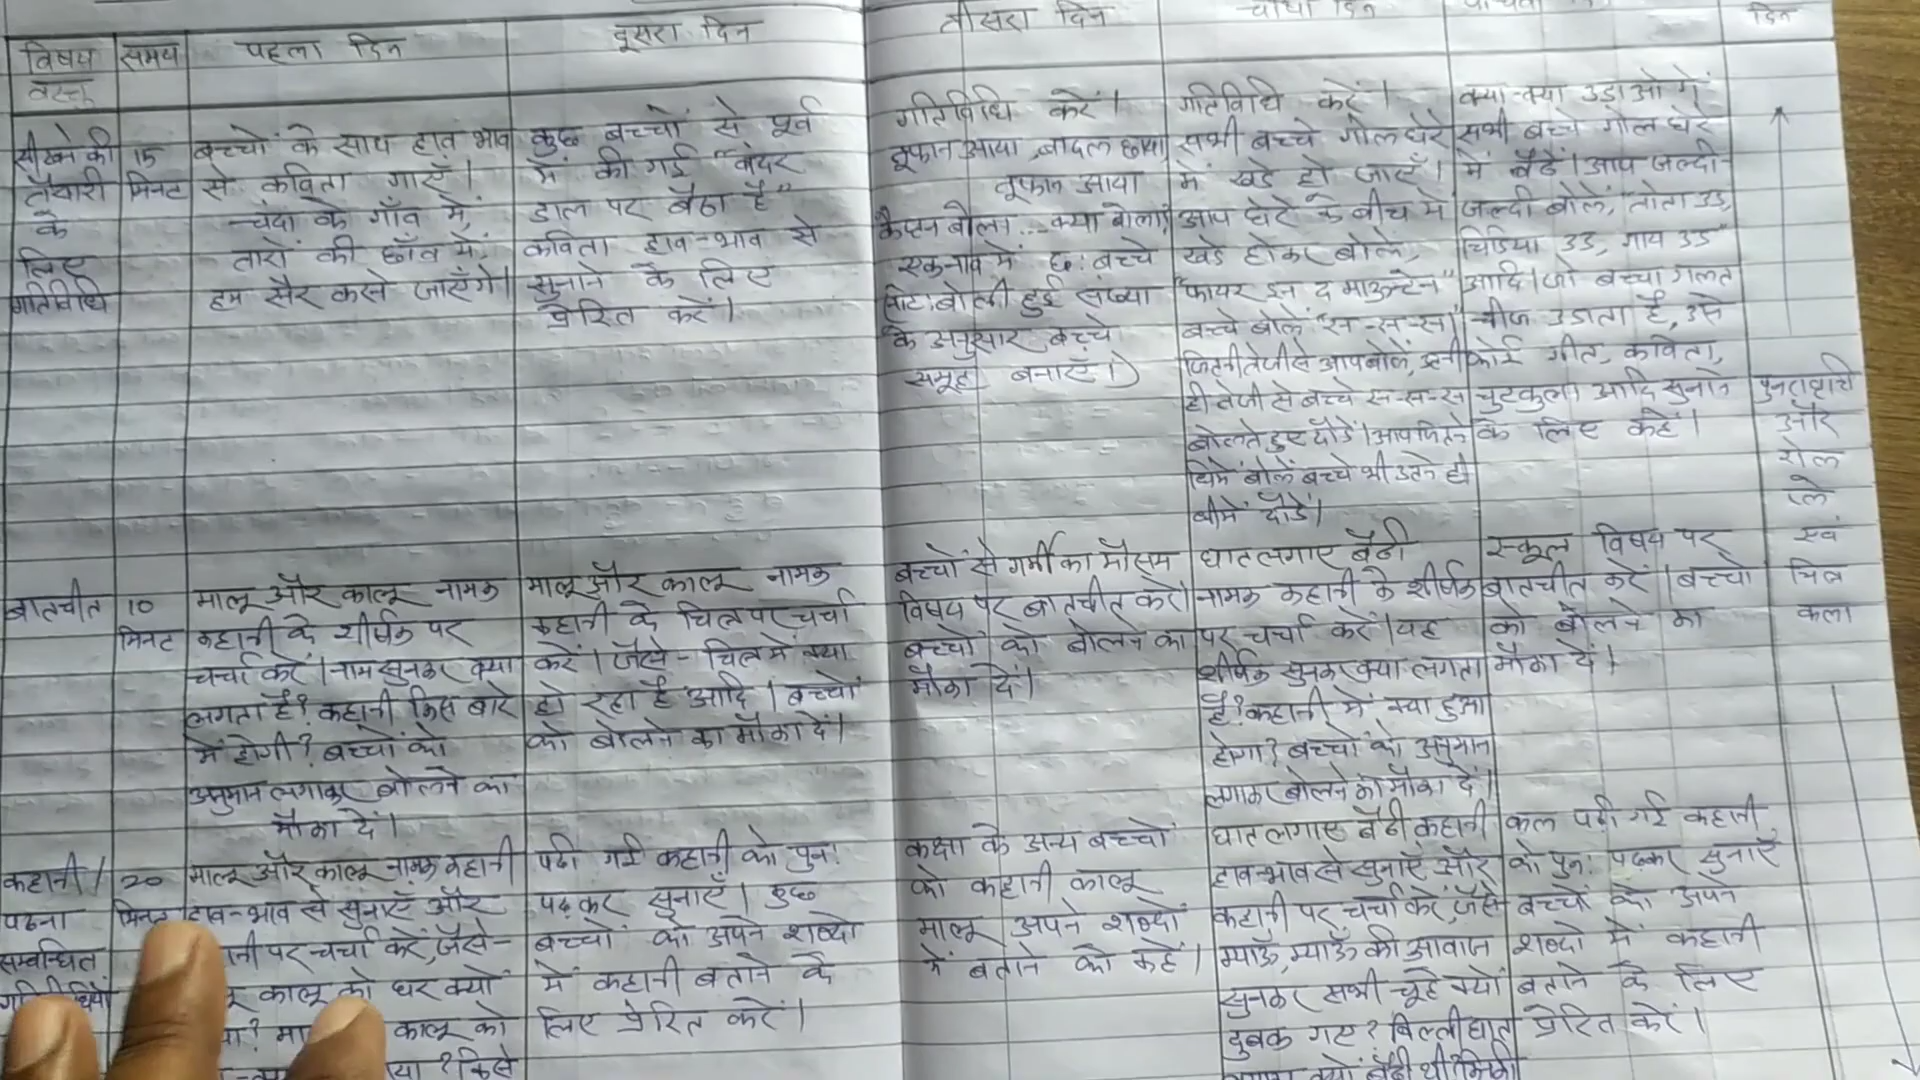 विषय वस्तु
समय
पहला दिन
दूसरा दिन
तीसरा दिन
चौथा दिन
दिन
सीखने की
तैयारी
के
लिए
गतिविधि
15
मिनट
बच्चों के साथ हाव भाव
से कविता गाएँ।
चंदा के गाँव में,
तारों की छाँव में,
हम सैर करने जाएँगे।
कुछ बच्चों से पूर्व
में की गई "बंदर
डाल पर बैठा है"
कविता हाव-भाव से
सुनाने के लिए
प्रेरित करें।
गतिविधि करें।
तूफान आया, बादल छाया,
तूफान आया
कैप्टन बोलन... क्या बोला,
एक नाव में छः बच्चे
बोली हुई संख्या
के अनुसार बच्चे
समूह बनाएँ।)
गतिविधि करें।
सभी बच्चे गोल घेरे
में खड़े हो जाएँ।
आप घेरे के बीच में
खडे होकर बोलें,
"फायर इन द माऊन्टेन"
बच्चे बोलें "रन-रन-रन"
जितनी तेजी से आप बोलें, उतनी
ही तेजी से बच्चे रन-रन-रन
बोलते हुए दौडें। आप जितने
धिमें बोलें बच्चे भी उतने ही
धीमें दौडें।
क्या-क्या उड़ाओगे
सभी बच्चे गोल घेरे
में बैठें। आप जल्दी-
जल्दी बोलें, "तोता उड,
चिडिया उड, गाय उड"
आदि। जो बच्चा गलत
चीज उडाता है, उसे
कोई गीत, कविता,
चुटकुला आदि सुनाने
के लिए कहें।
और
रोल
प्ले
एवं
चित्र
कला
बातचीत
10
मिनट
मालू और कालू नामक
कहानी के शीर्षक पर
चर्चा करें। नाम सुनकर क्या
लगता है? कहानी किस बारे
में होगी? बच्चों को
अनुमान लगाकर बोलने का
मौका दें।
मालू और कालू नामक
कहानी के चित्र पर चर्चा
करें। जैसे- चित्र में क्या
हो रहा है आदि। बच्चों
को बोलने का मौका दें।
बच्चों से गर्मी का मौसम
विषय पर बातचीत करें।
बच्चों को बोलने का
मौका दें।
घात लगाए बैठी
नामक कहानी के शीर्षक
पर चर्चा करें। यह
शीर्षक सुनकर क्या लगता
है? कहानी में क्या हुआ
होगा? बच्चों को अनुमान
लगाकर बोलने का मौका दें।
स्कूल विषय पर
बातचीत करें। बच्चो
को बोलने का
मौका दें।
कहानी/
पढना
सम्बन्धित
20
मिनट
मालू और कालू नामक कहानी
हाव-भाव से सुनाएँ और
पर चर्चा करें, जैसे-
कालू को घर क्यों
कालू को
किसे
पढी गई कहानी को पुनः
पढ़कर सुनाएँ। कुछ
बच्चों को अपने शब्दो
में कहानी बताने के
लिए प्रेरित करें।
कक्षा के अन्य बच्चों
को कहानी कालू
मालू अपने शब्दों
में बताने को कहें।
घात लगाए बैठी कहानी
हाव-भाव से सुनाएँ और
कहानी पर चर्चा करें, जैसे
म्याऊँ, म्याऊँ की आवाज
सुनकर सभी चूहे क्यों
दुबक गए? बिल्ली घात
कल पढी गई कहानी
को पुनः पढकर सुनाएँ
बच्चों को अपने
शब्दो में कहानी
बताने के लिए
प्रेरित करें।